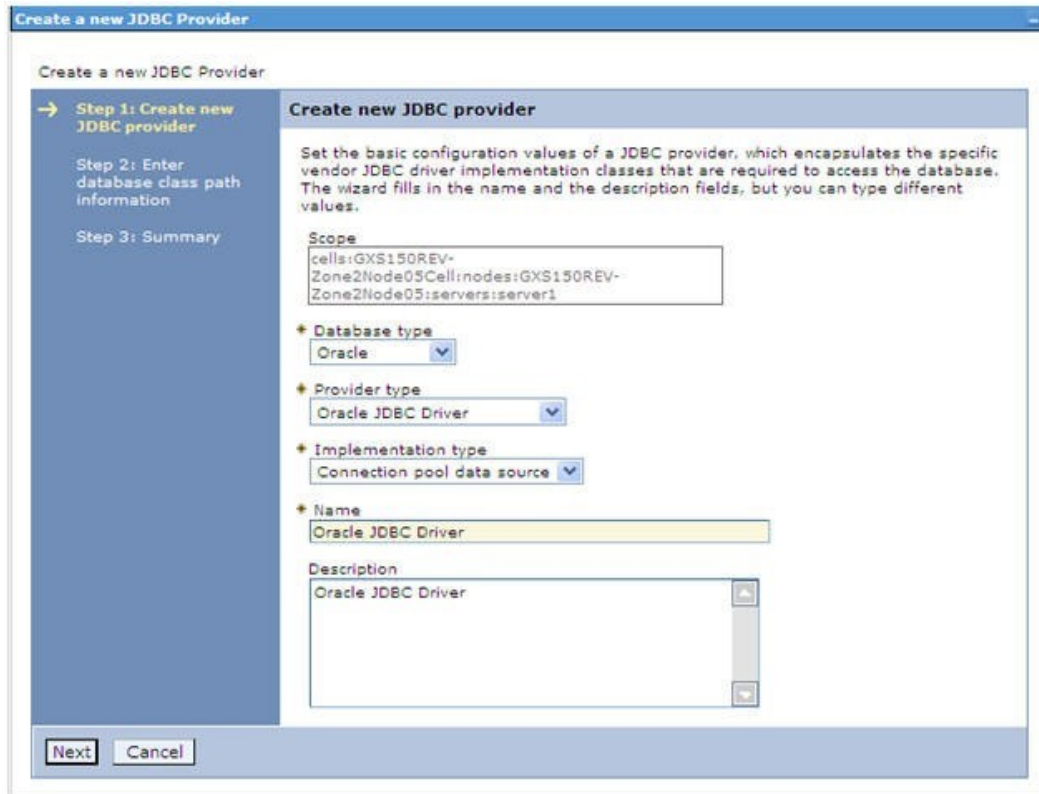 Create a new JDBC Provider
Create a new JDBC Provider
Step 1: Create new
JDBC provider
Step 2: Enter
database class path
information
Step 3: Summary
Create new JDBC provider
Set the basic configuration values of a JDBC provider, which encapsulates the specific
vendor JDBC driver implementation classes that are required to access the database.
The wizard fills in the name and the description fields, but you can type different
values.
Scope
cells:GXS150REV-
Zone2Node05Cell:nodes:GXS150REV-
Zone2Node05:servers:server1
Database type
Oracle
Provider type
Oracle JDBC Driver
Implementation type
Connection pool data source
Name
Oracle JDBC Driver
Description
Oracle JDBC Driver
Next
Cancel